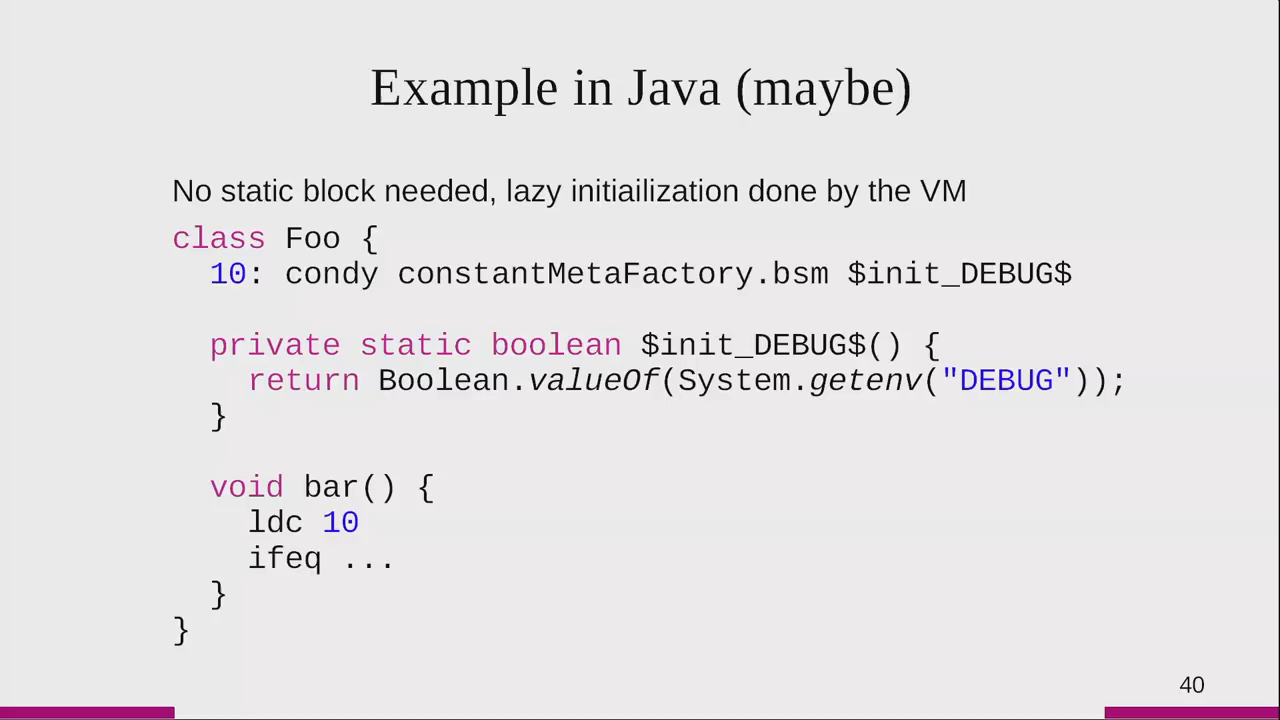 Example in Java (maybe)
No static block needed, lazy initiailization done by the VM
class Foo {
10: condy constantMetaFactory.bsm $init_DEBUG$
private static boolean $init_DEBUG$() {
return Boolean.valueOf(System.getenv("DEBUG"));
}
void bar() {
ldc 10
ifeq ...
}
}
40